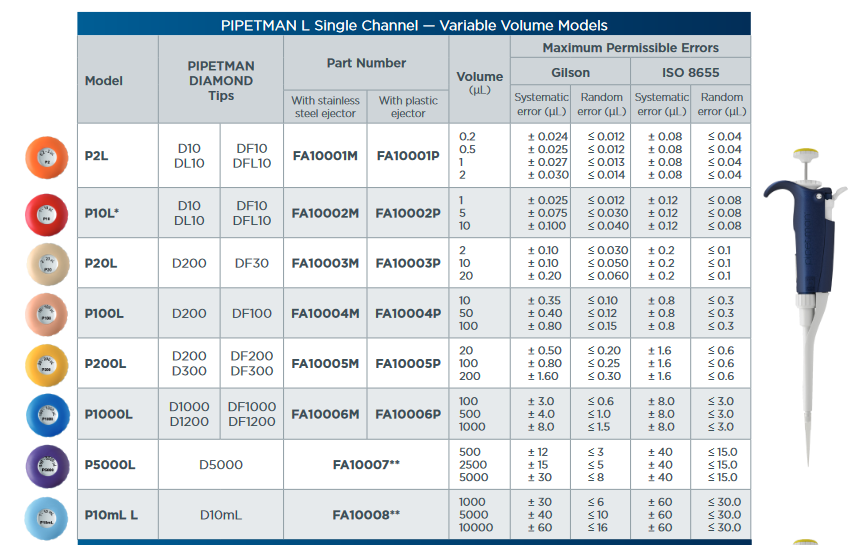 PIPETMAN L Single Channel — Variable Volume Models
Model
PIPETMAN
DIAMOND
Tips
Part Number
With stainless
steel ejector
With plastic
ejector
Volume
(µL)
Maximum Permissible Errors
Gilson
ISO 8655
Systematic
error (µL)
Random
error (µL)
Systematic
error (µL)
Random
error (µL)
P2L
D10 DF10
DL10 DFL10
FA10001M FA10001P
0.2 ± 0.024 ≤ 0.012 ± 0.08 ≤ 0.04
0.5 ± 0.025 ≤ 0.012 ± 0.08 ≤ 0.04
1 ± 0.027 ≤ 0.013 ± 0.08 ≤ 0.04
2 ± 0.030 ≤ 0.014 ± 0.08 ≤ 0.04
P10L*
D10 DF10
DL10 DFL10
FA10002M FA10002P
1 ± 0.025 ≤ 0.012 ± 0.12 ≤ 0.08
5 ± 0.075 ≤ 0.030 ± 0.12 ≤ 0.08
10 ± 0.100 ≤ 0.040 ± 0.12 ≤ 0.08
P20L
D200 DF30
FA10003M FA10003P
2 ± 0.10 ≤ 0.030 ± 0.2 ≤ 0.1
10 ± 0.10 ≤ 0.050 ± 0.2 ≤ 0.1
20 ± 0.20 ≤ 0.060 ± 0.2 ≤ 0.1
P100L
D200 DF100
FA10004M FA10004P
10 ± 0.35 ≤ 0.10 ± 0.8 ≤ 0.3
50 ± 0.40 ≤ 0.12 ± 0.8 ≤ 0.3
100 ± 0.80 ≤ 0.15 ± 0.8 ≤ 0.3
P200L
D200 DF200
D300 DF300
FA10005M FA10005P
20 ± 0.50 ≤ 0.20 ± 1.6 ≤ 0.6
100 ± 0.80 ≤ 0.25 ± 1.6 ≤ 0.6
200 ± 1.60 ≤ 0.30 ± 1.6 ≤ 0.6
P1000L
D1000 DF1000
D1200 DF1200
FA10006M FA10006P
100 ± 3.0 ≤ 0.6 ± 8.0 ≤ 3.0
500 ± 4.0 ≤ 1.0 ± 8.0 ≤ 3.0
1000 ± 8.0 ≤ 1.5 ± 8.0 ≤ 3.0
P5000L
D5000
FA10007**
500 ± 12 ≤ 3 ± 40 ≤ 15.0
2500 ± 15 ≤ 5 ± 40 ≤ 15.0
5000 ± 30 ≤ 8 ± 40 ≤ 15.0
P10mL L
D10mL
FA10008**
1000 ± 30 ≤ 6 ± 60 ≤ 30.0
5000 ± 40 ≤ 10 ± 60 ≤ 30.0
10000 ± 60 ≤ 16 ± 60 ≤ 30.0